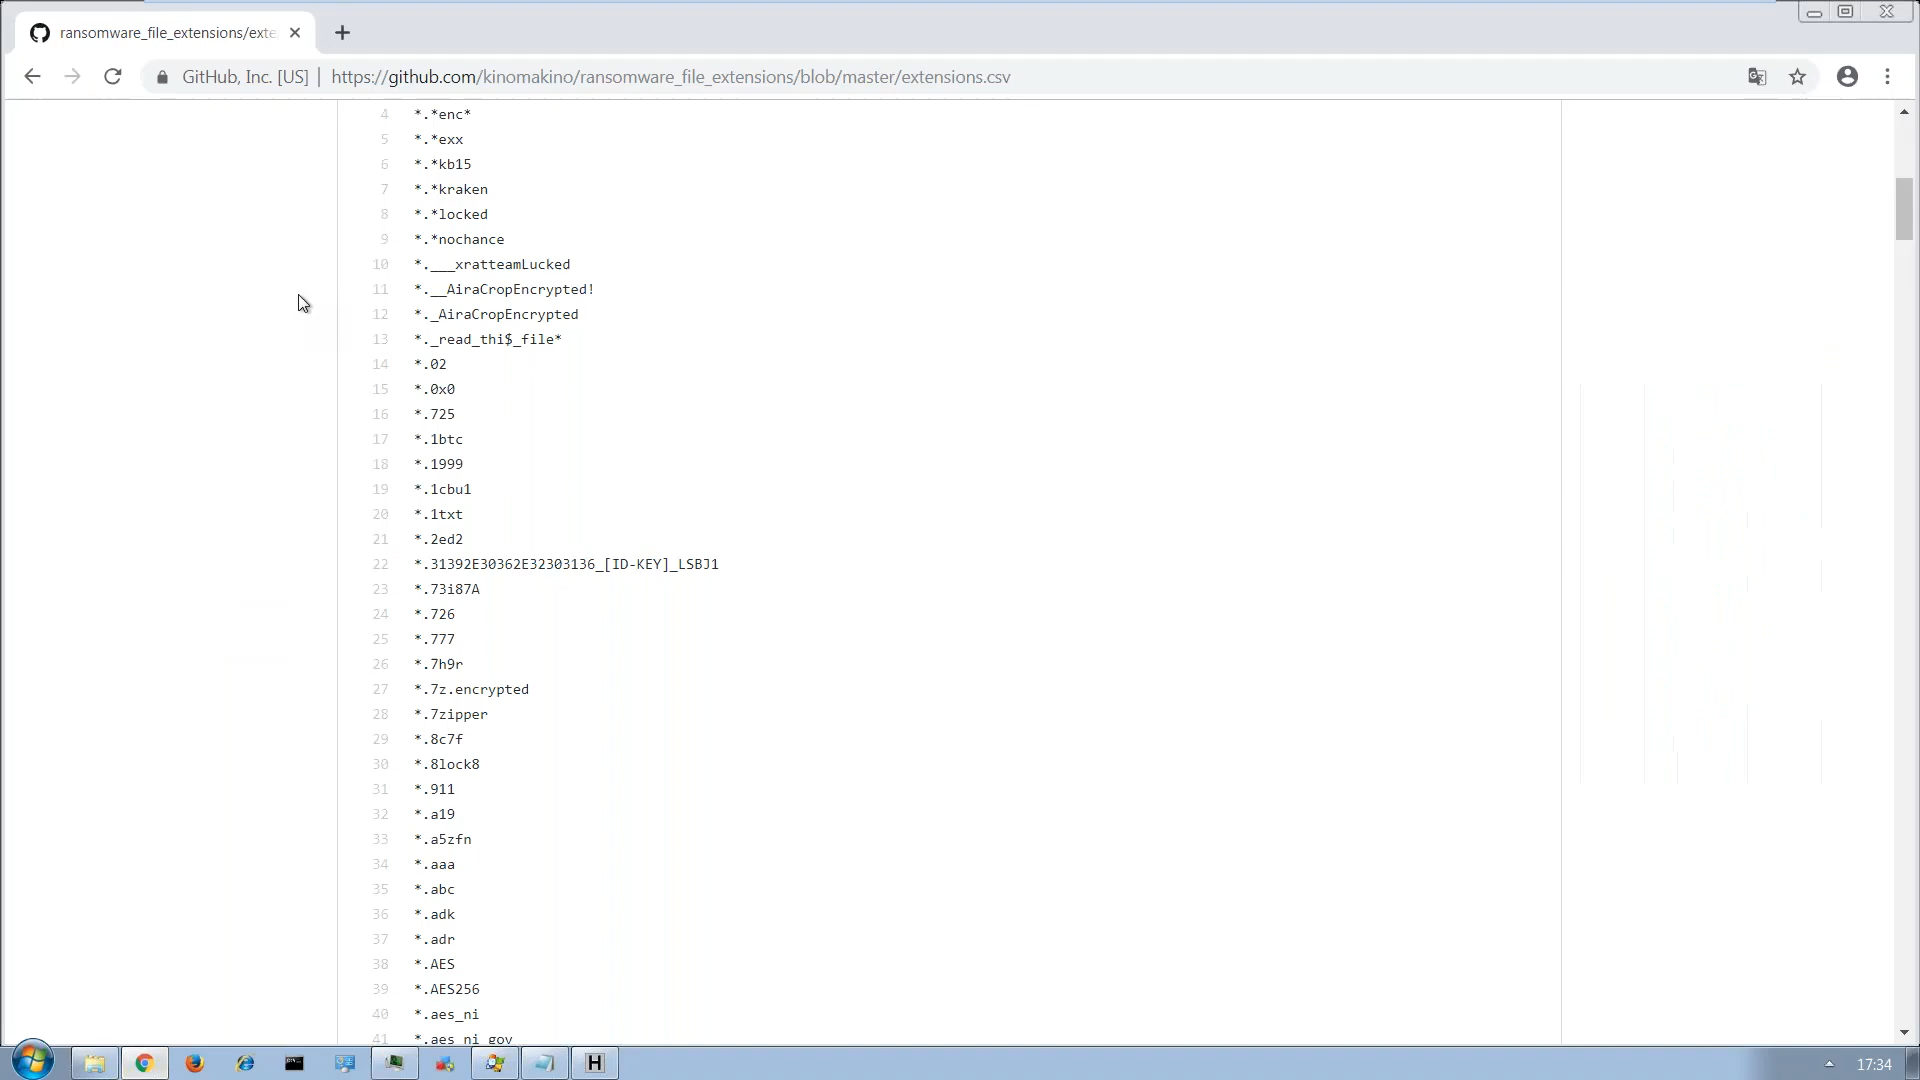 ransomware_file_extensions/exte
GitHub, Inc. [US] | https://github.com/kinomakino/ransomware_file_extensions/blob/master/extensions.csv
4 *.*enc*
5 *.*exx
6 *.*kb15
7 *.*kraken
8 *.*locked
9 *.*nochance
10 *.___xratteamLucked
11 *.__AiraCropEncrypted!
12 *._AiraCropEncrypted
13 *._read_thi$_file*
14 *.02
15 *.0x0
16 *.725
17 *.1btc
18 *.1999
19 *.1cbu1
20 *.1txt
21 *.2ed2
22 *.31392E30362E32303136_[ID-KEY]_LSBJ1
23 *.73i87A
24 *.726
25 *.777
26 *.7h9r
27 *.7z.encrypted
28 *.7zipper
29 *.8c7f
30 *.8lock8
31 *.911
32 *.a19
33 *.a5zfn
34 *.aaa
35 *.abc
36 *.adk
37 *.adr
38 *.AES
39 *.AES256
40 *.aes_ni
41 *.aes_ni_gov
H
17:34